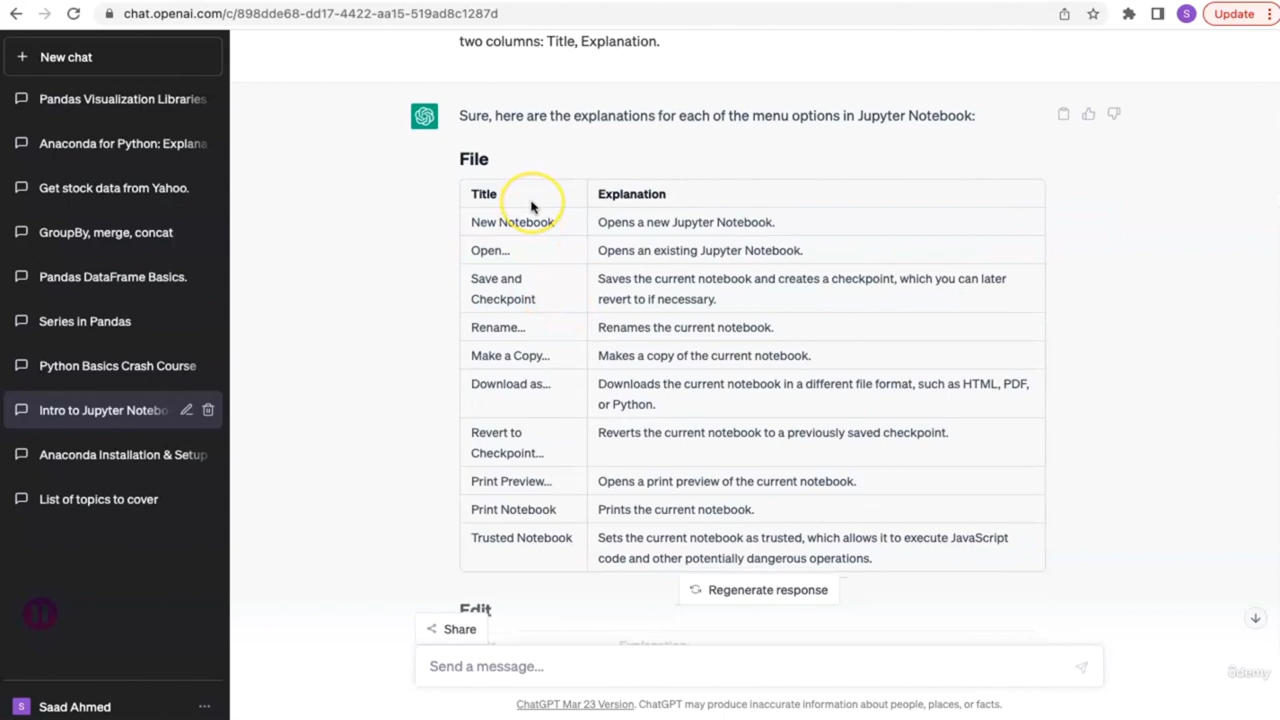 chat.openai.com/c/898dde68-dd17-4422-aa15-519ad8c1287d
S
Update
New chat
Pandas Visualization Libraries
Anaconda for Python: Explana
Get stock data from Yahoo.
GroupBy, merge, concat
Pandas DataFrame Basics.
Series in Pandas
Python Basics Crash Course
Intro to Jupyter Notebo
Anaconda Installation & Setup
List of topics to cover
S Saad Ahmed
two columns: Title, Explanation.
Sure, here are the explanations for each of the menu options in Jupyter Notebook:
File
Title Explanation
New Notebook Opens a new Jupyter Notebook.
Open... Opens an existing Jupyter Notebook.
Save and Checkpoint Saves the current notebook and creates a checkpoint, which you can later
revert to if necessary.
Rename... Renames the current notebook.
Make a Copy... Makes a copy of the current notebook.
Download as... Downloads the current notebook in a different file format, such as HTML, PDF,
or Python.
Revert to Checkpoint... Reverts the current notebook to a previously saved checkpoint.
Print Preview... Opens a print preview of the current notebook.
Print Notebook Prints the current notebook.
Trusted Notebook Sets the current notebook as trusted, which allows it to execute JavaScript
code and other potentially dangerous operations.
Regenerate response
Edit
Explanation
Share
Send a message...
ChatGPT Mar 23 Version. ChatGPT may produce inaccurate information about people, places, or facts.
ûdemy